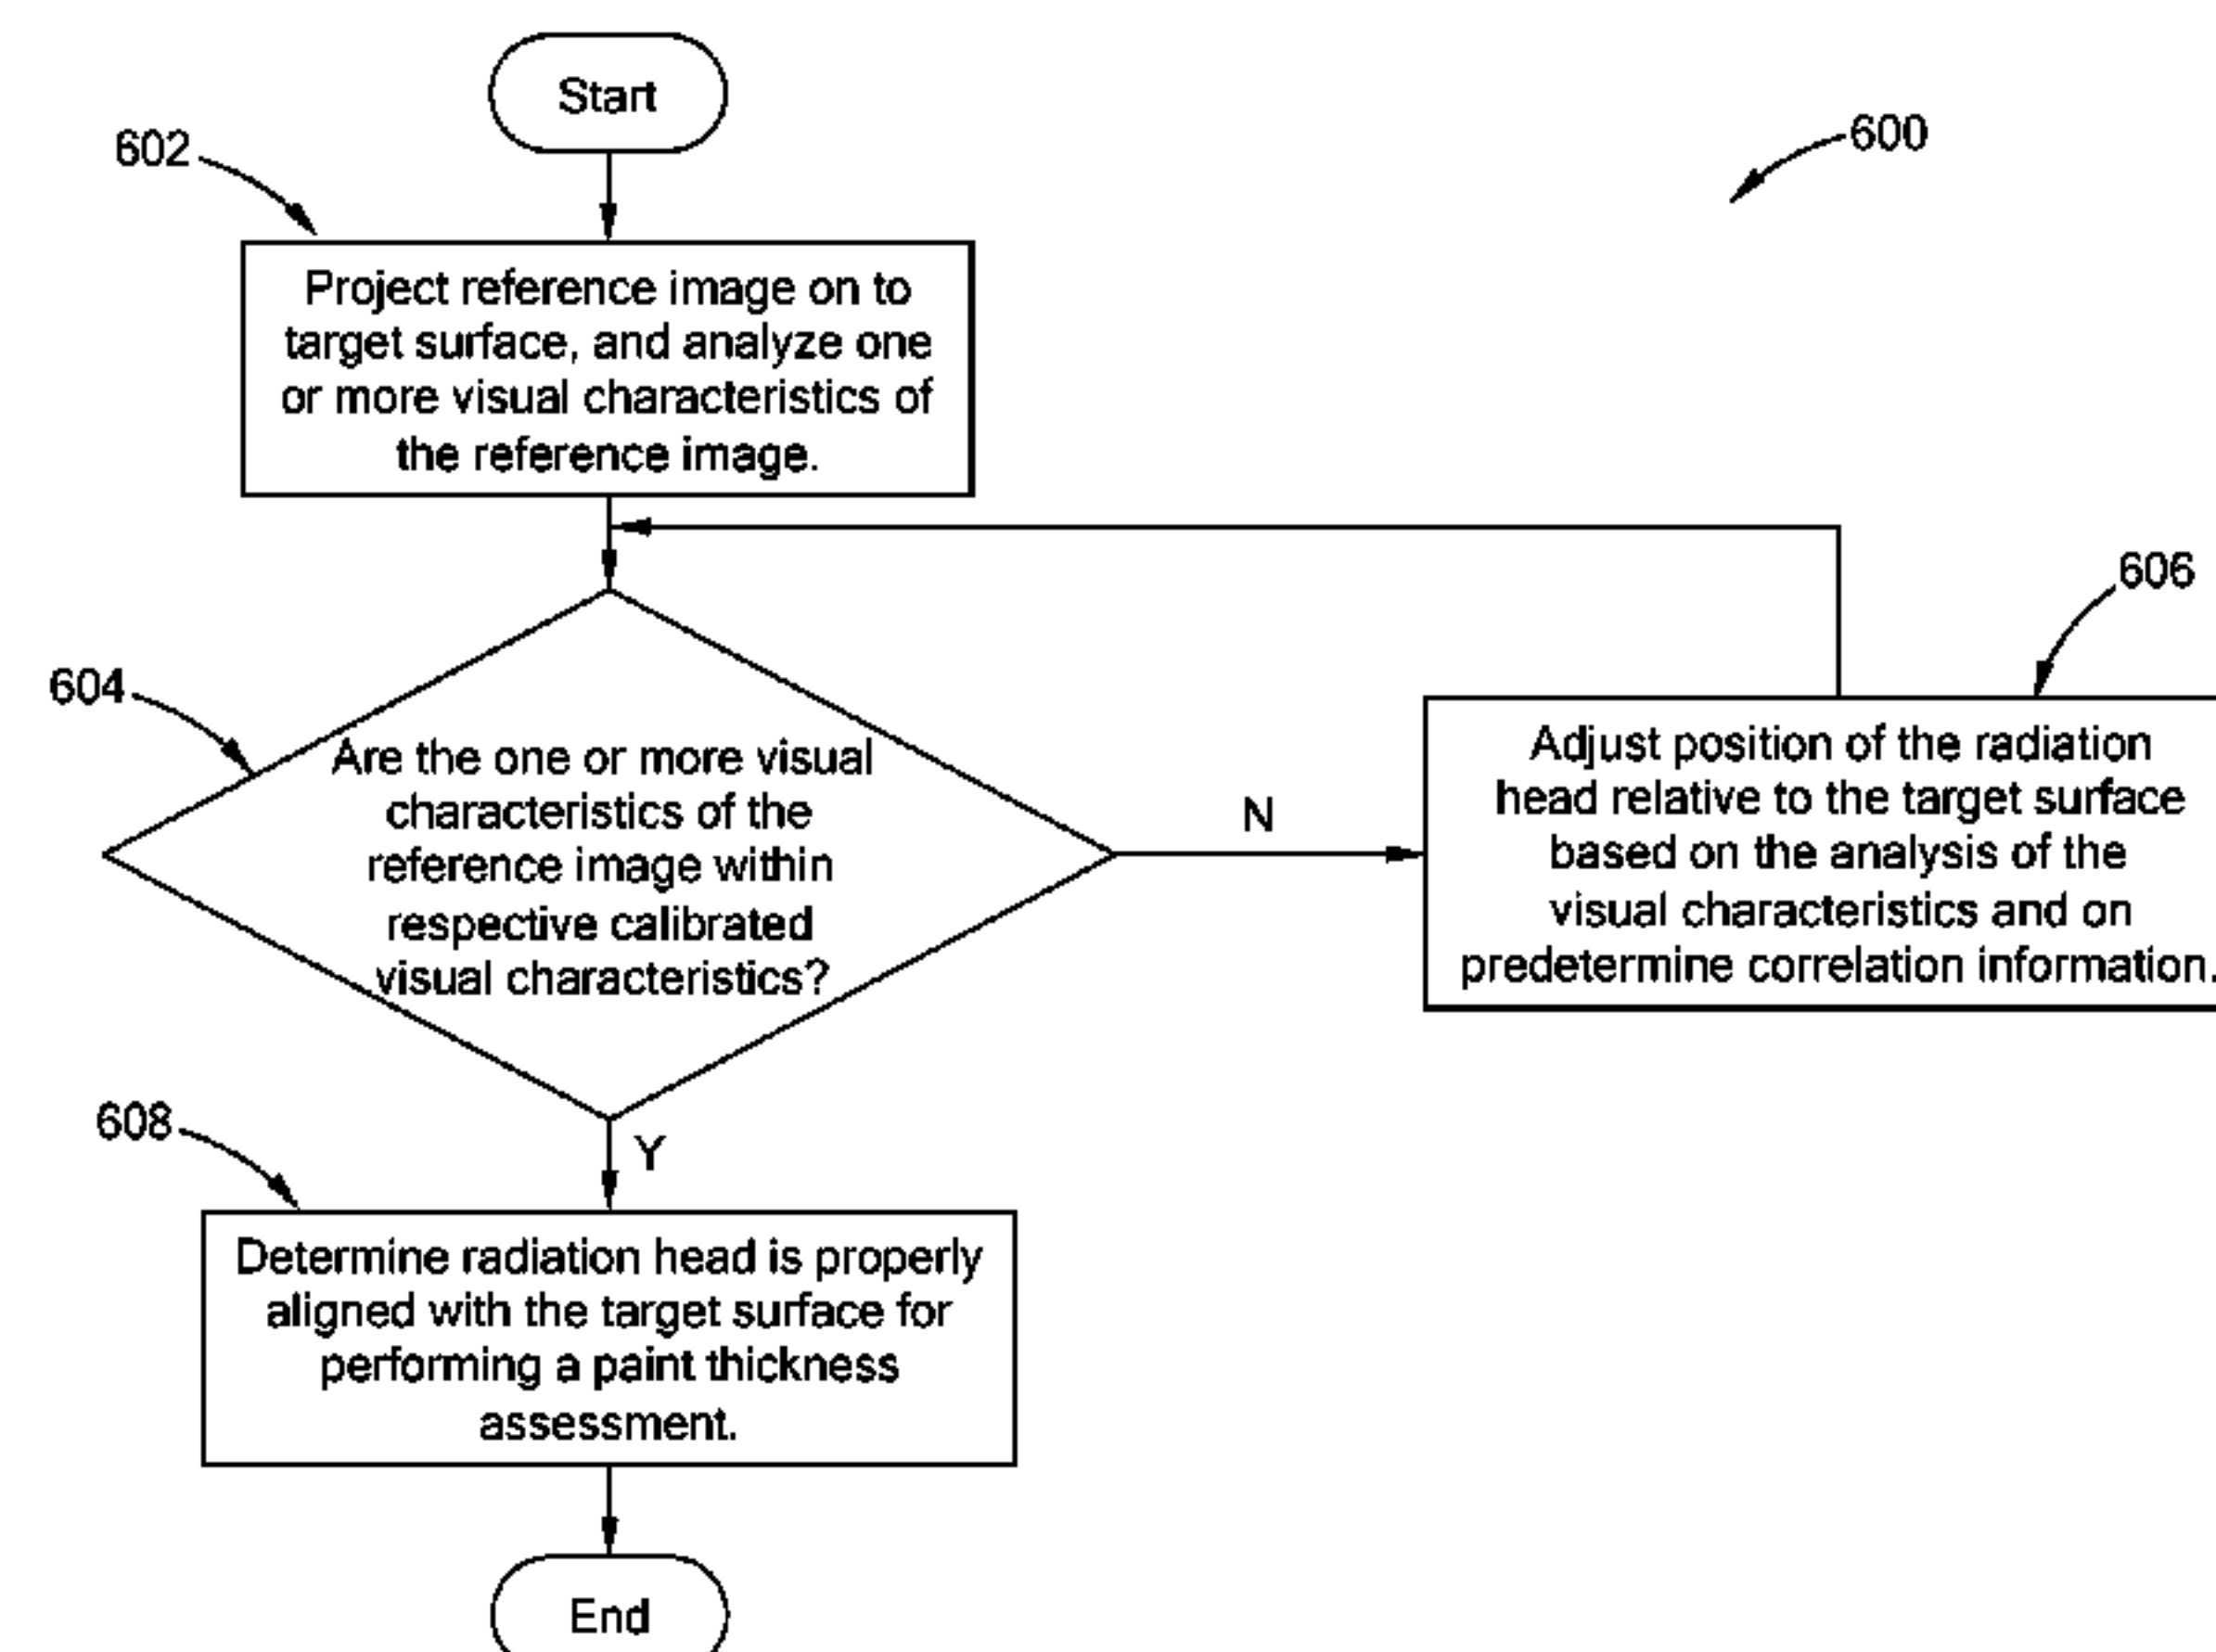 Start
602
600
Project reference image on to
target surface, and analyze one
or more visual characteristics of
the reference image.
606
604
Are the one or more visual
characteristics of the
reference image within
respective calibrated
visual characteristics?
N
Adjust position of the radiation
head relative to the target surface
based on the analysis of the
visual characteristics and on
predetermine correlation information.
608
Y
Determine radiation head is properly
aligned with the target surface for
performing a paint thickness
assessment.
End